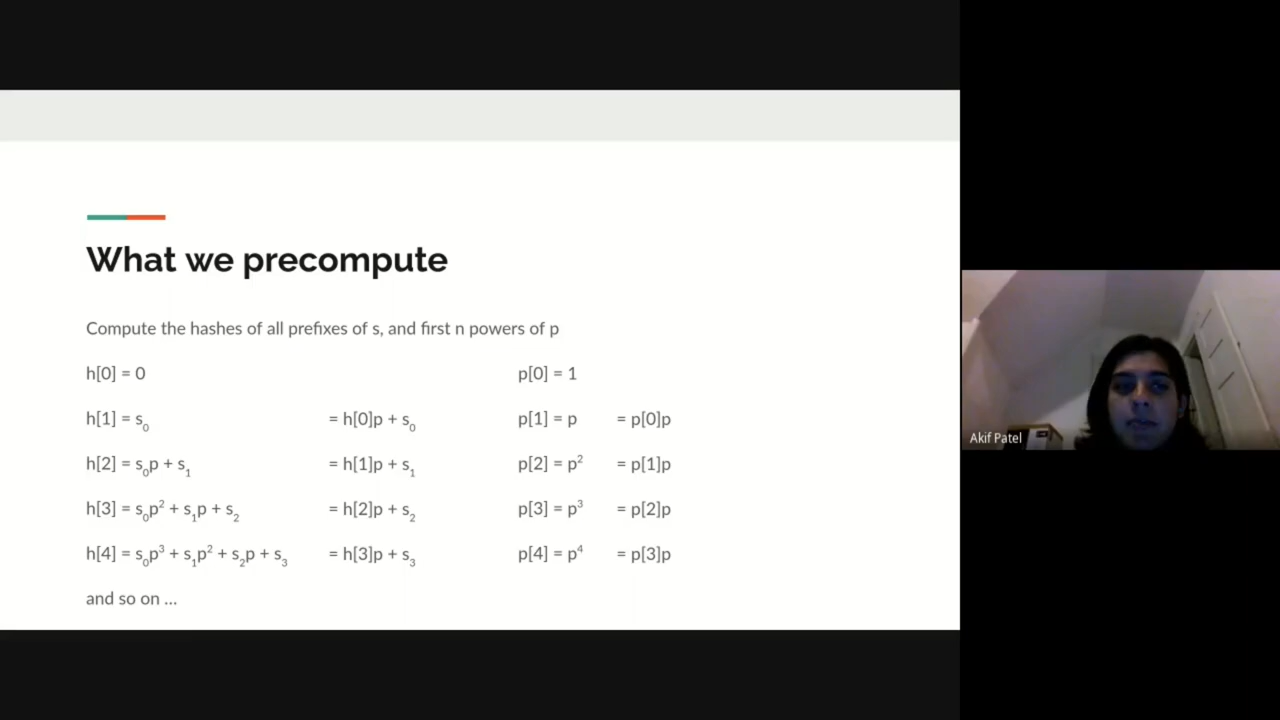 What we precompute
Compute the hashes of all prefixes of s, and first n powers of p
h[0] = 0 p[0] = 1
h[1] = s₀ = h[0]p + s₀ p[1] = p = p[0]p
h[2] = s₀p + s₁ = h[1]p + s₁ p[2] = p² = p[1]p
h[3] = s₀p² + s₁p + s₂ = h[2]p + s₂ p[3] = p³ = p[2]p
h[4] = s₀p³ + s₁p² + s₂p + s₃ = h[3]p + s₃ p[4] = p⁴ = p[3]p
and so on ...
Akif Patel